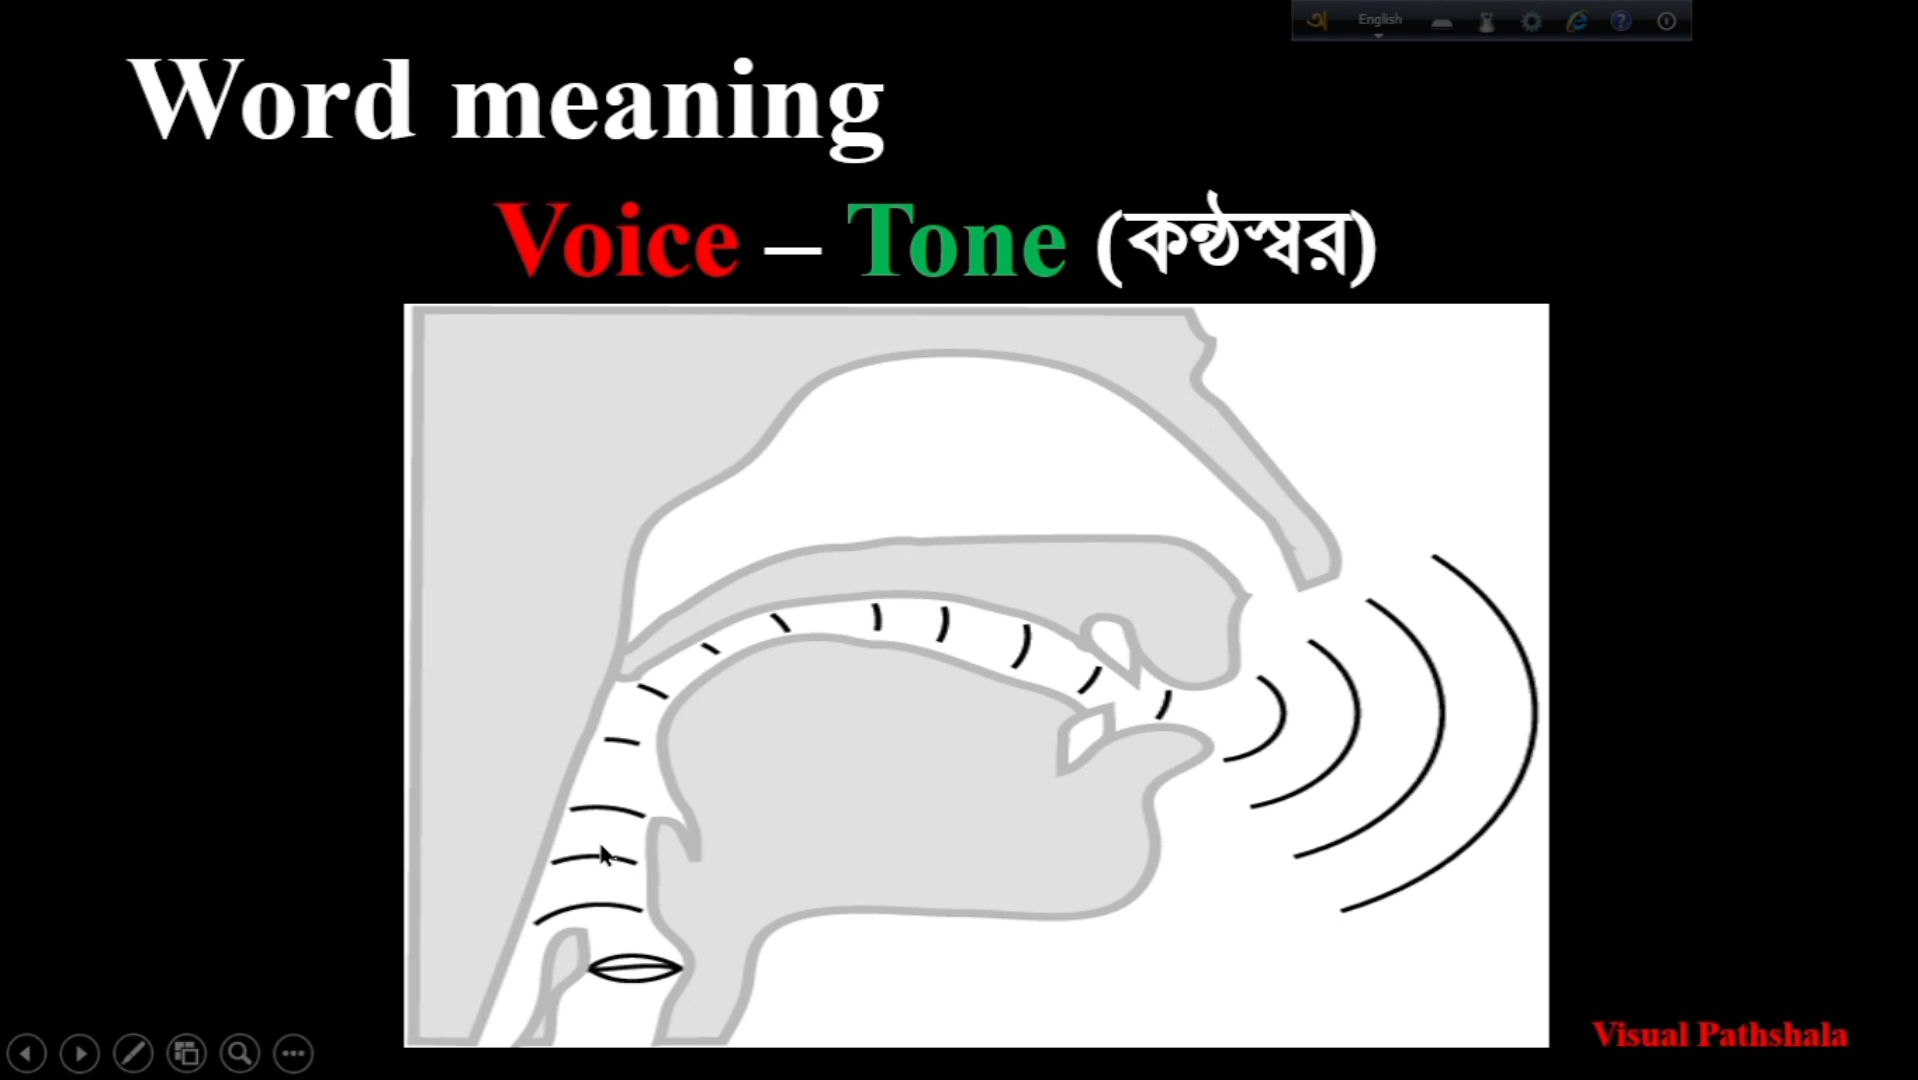 English
Word meaning
Voice – Tone (কন্ঠস্বর)
Visual Pathshala